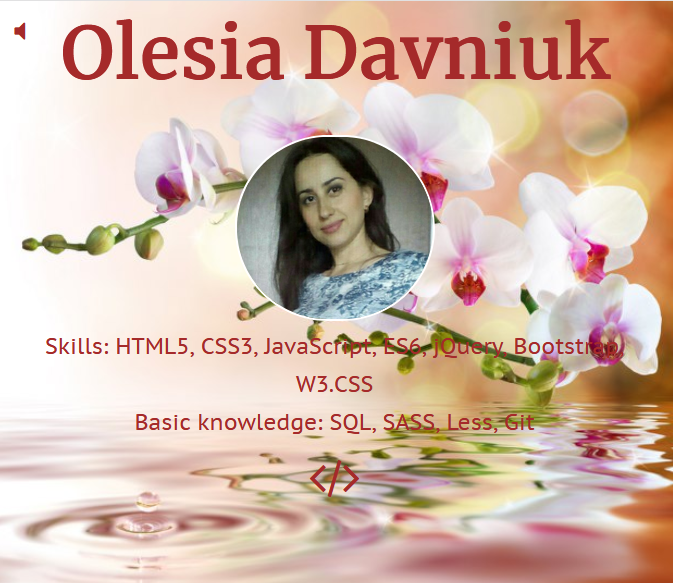 Olesia Davniuk
Skills: HTML5, CSS3, JavaScript, ES6, jQuery, Bootstrap,
W3.CSS
Basic knowledge: SQL, SASS, Less, Git
</>